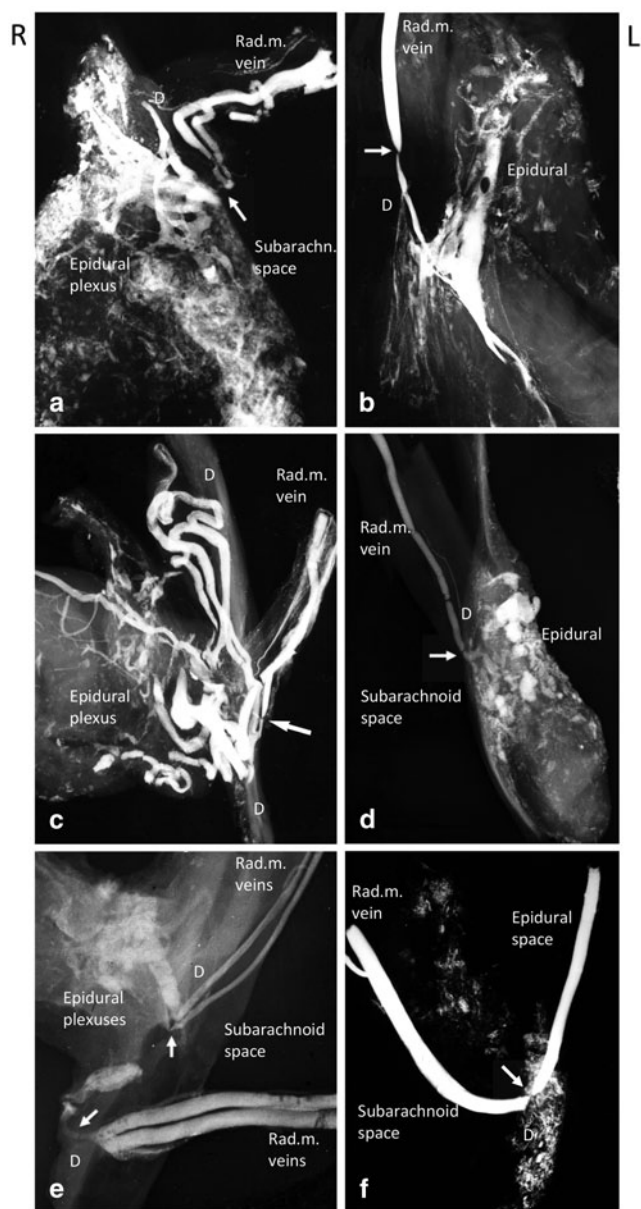 R
L
Rad.m.
vein
D
Subarachn.
space
Epidural
plexus
a
Rad.m.
vein
Epidural
D
b
D
Rad.m.
vein
Epidural
plexus
D
c
Rad.m.
vein
D
Epidural
Subarachnoid
space
d
Rad.m.
veins
D
Epidural
plexuses
Subarachnoid
space
D
Rad.m.
veins
e
Rad.m.
vein
Epidural
space
Subarachnoid
space
D
f